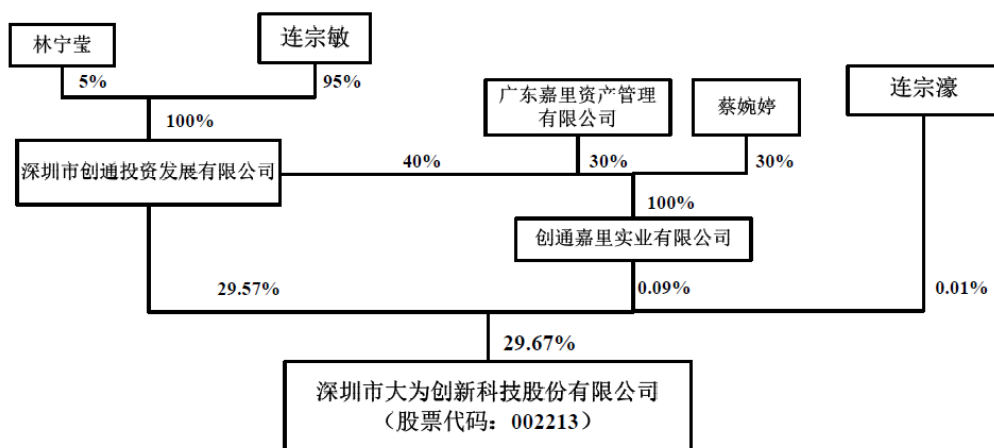 林宁莹
连宗敏
5%
95%
广东嘉里资产管理
有限公司
蔡婉婷
连宗濠
100%
深圳市创通投资发展有限公司
40%
30%
30%
100%
创通嘉里实业有限公司
29.57%
0.09%
0.01%
29.67%
深圳市大为创新科技股份有限公司
（股票代码：002213）